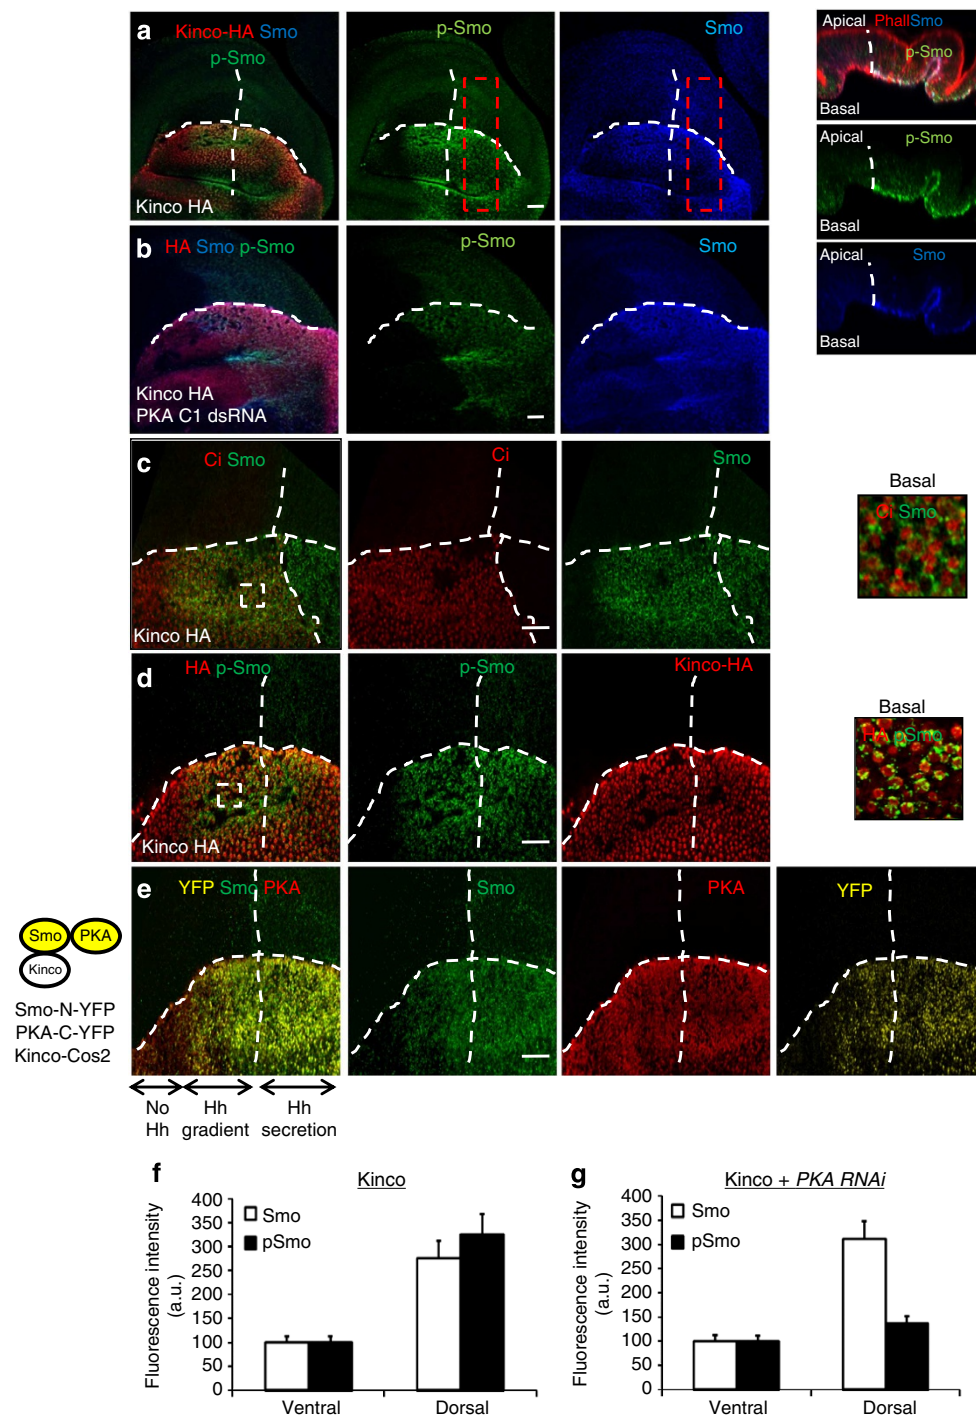 a
Kinco-HA Smo
p-Smo
Kinco HA
p-Smo
Smo
Apical PhallSmo
p-Smo
Basal
Apical p-Smo
Basal
Apical Smo
Basal
b
HA Smo p-Smo
Kinco HA
PKA C1 dsRNA
p-Smo
Smo
c
Ci Smo
Kinco HA
Ci
Smo
Basal
Ci Smo
d
HA p-Smo
Kinco HA
p-Smo
Kinco-HA
Basal
HA pSmo
e
YFP Smo PKA
Smo
PKA
YFP
Smo PKA
Kinco
Smo-N-YFP
PKA-C-YFP
Kinco-Cos2
No Hh
Hh gradient
Hh secretion
f
Kinco
Fluorescence intensity
(a.u.)
400
350
300
250
200
150
100
50
0
Smo
pSmo
Ventral
Dorsal
g
Kinco + PKA RNAi
Fluorescence intensity
(a.u.)
400
350
300
250
200
150
100
50
0
Smo
pSmo
Ventral
Dorsal